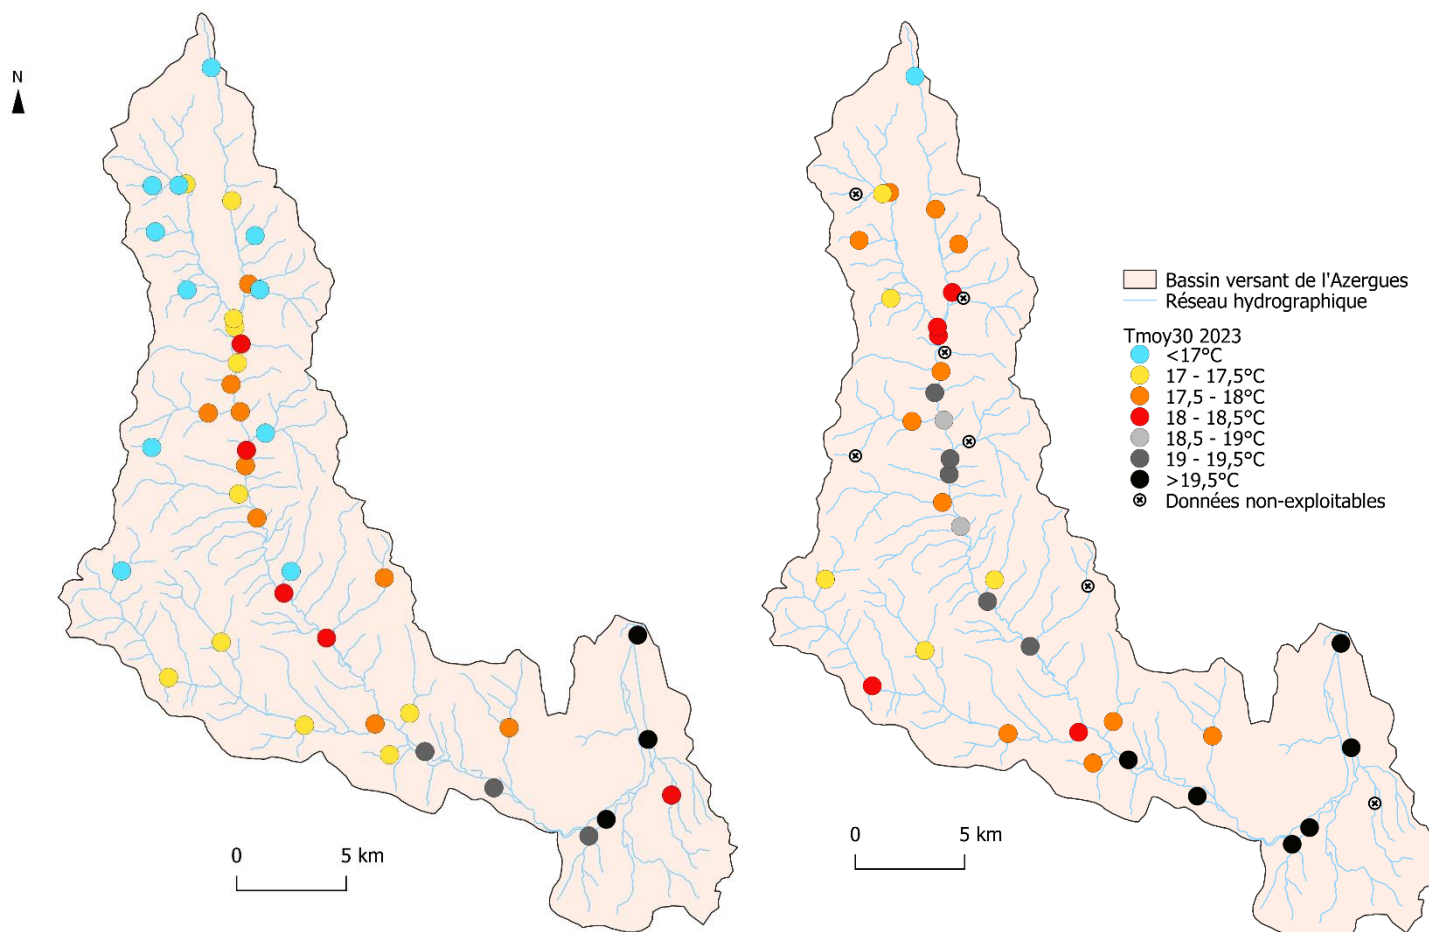 N
Bassin versant de l'Azergues
Réseau hydrographique
Tmoy30 2023
<17°C
17 - 17,5°C
17,5 - 18°C
18 - 18,5°C
18,5 - 19°C
19 - 19,5°C
>19,5°C
Données non-exploitables
0 5 km
0 5 km